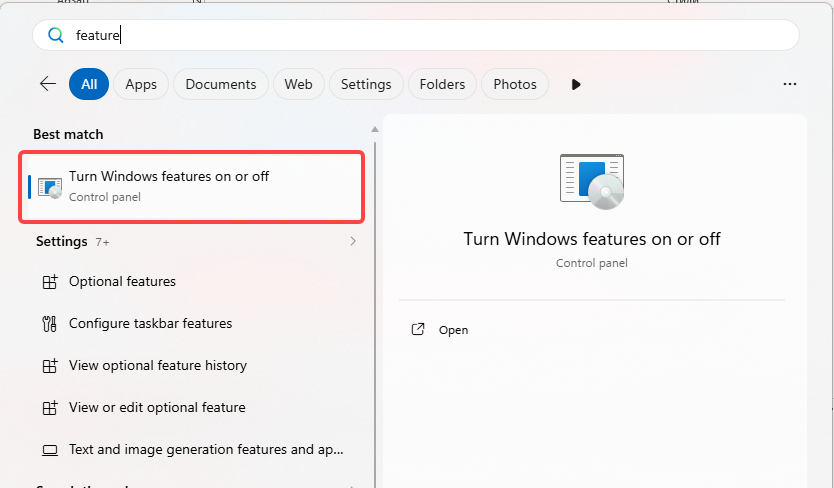 feature
All
Apps
Documents
Web
Settings
Folders
Photos
Best match
Turn Windows features on or off
Control panel
Settings 7+
Optional features
Configure taskbar features
View optional feature history
View or edit optional feature
Text and image generation features and ap...
Turn Windows features on or off
Control panel
Open